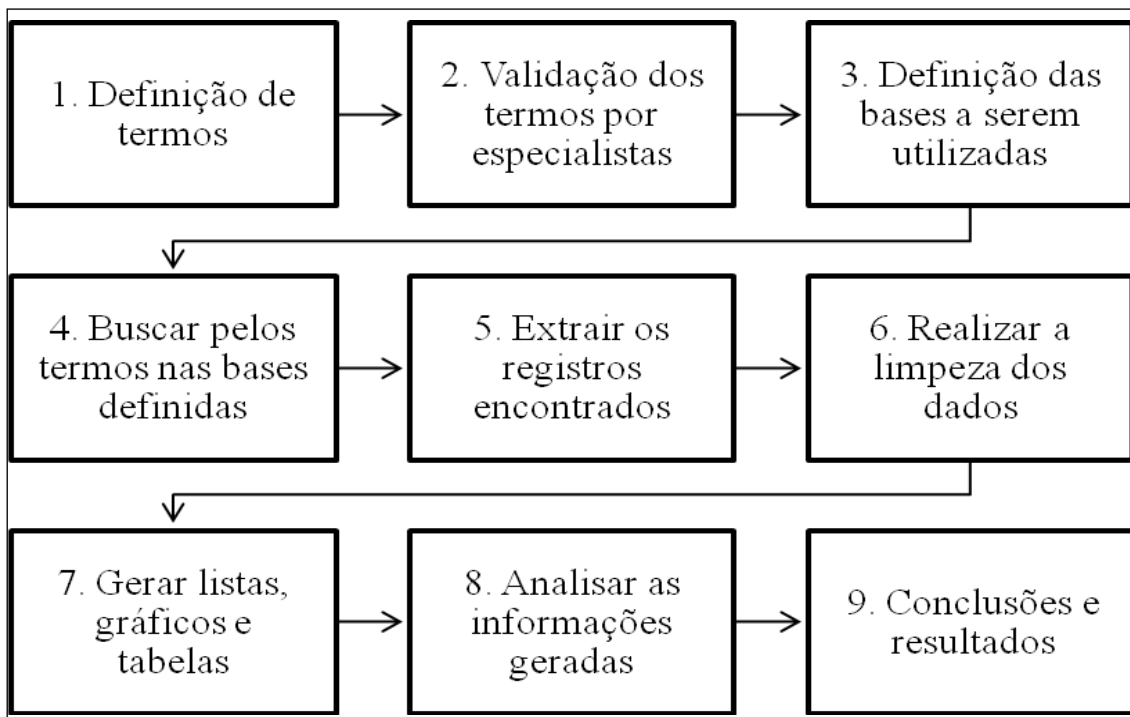 1. Definição de
termos
2. Validação dos
termos por
especialistas
3. Definição das
bases a serem
utilizadas
4. Buscar pelos
termos nas bases
definidas
5. Extrair os
registros
encontrados
6. Realizar a
limpeza dos
dados
7. Gerar listas,
gráficos e
tabelas
8. Analisar as
informações
geradas
9. Conclusões e
resultados